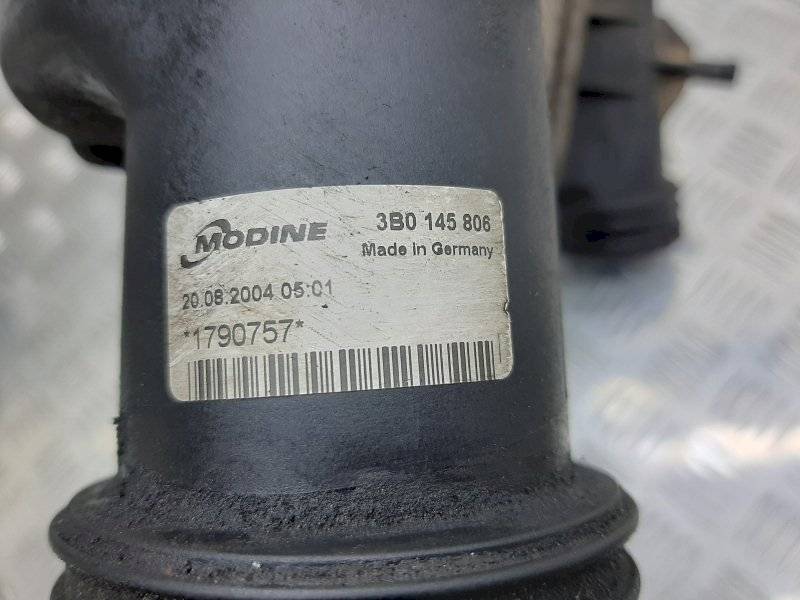 MODINE 3B0 145 806
Made in Germany
20.08.2004 05:01
*1790757*